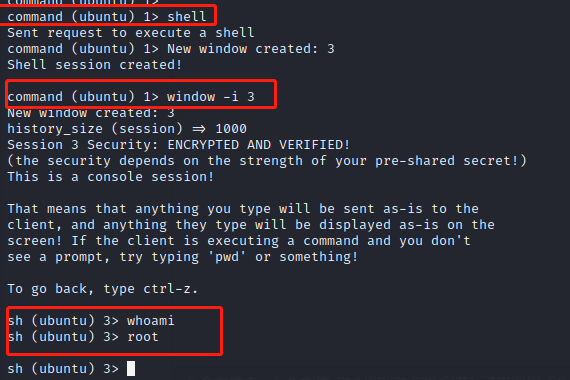 command (ubuntu) 1> shell
Sent request to execute a shell
command (ubuntu) 1> New window created: 3
Shell session created!
command (ubuntu) 1> window -i 3
New window created: 3
history_size (session) ⇒ 1000
Session 3 Security: ENCRYPTED AND VERIFIED!
(the security depends on the strength of your pre-shared secret!)
This is a console session!
That means that anything you type will be sent as-is to the
client, and anything they type will be displayed as-is on the
screen! If the client is executing a command and you don't
see a prompt, try typing 'pwd' or something!
To go back, type ctrl-z.
sh (ubuntu) 3> whoami
sh (ubuntu) 3> root
sh (ubuntu) 3>